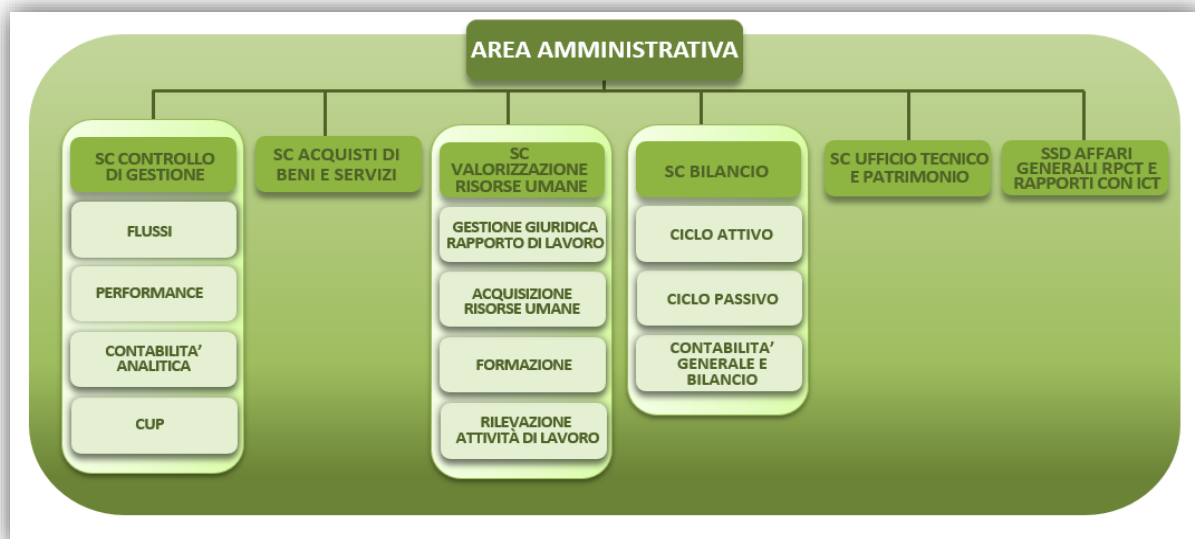 AREA AMMINISTRATIVA
SC CONTROLLO
DI GESTIONE
FLUSSI
PERFORMANCE
CONTABILITA’
ANALITICA
CUP
SC ACQUISTI DI
BENI E SERVIZI
SC
VALORIZZAZIONE
RISORSE UMANE
GESTIONE GIURIDICA
RAPPORTO DI LAVORO
ACQUISIZIONE
RISORSE UMANE
FORMAZIONE
RILEVAZIONE
ATTIVITÀ DI LAVORO
SC BILANCIO
CICLO ATTIVO
CICLO PASSIVO
CONTABILITA’
GENERALE E
BILANCIO
SC UFFICIO TECNICO
E PATRIMONIO
SSD AFFARI
GENERALI RPCT E
RAPPORTI CON ICT